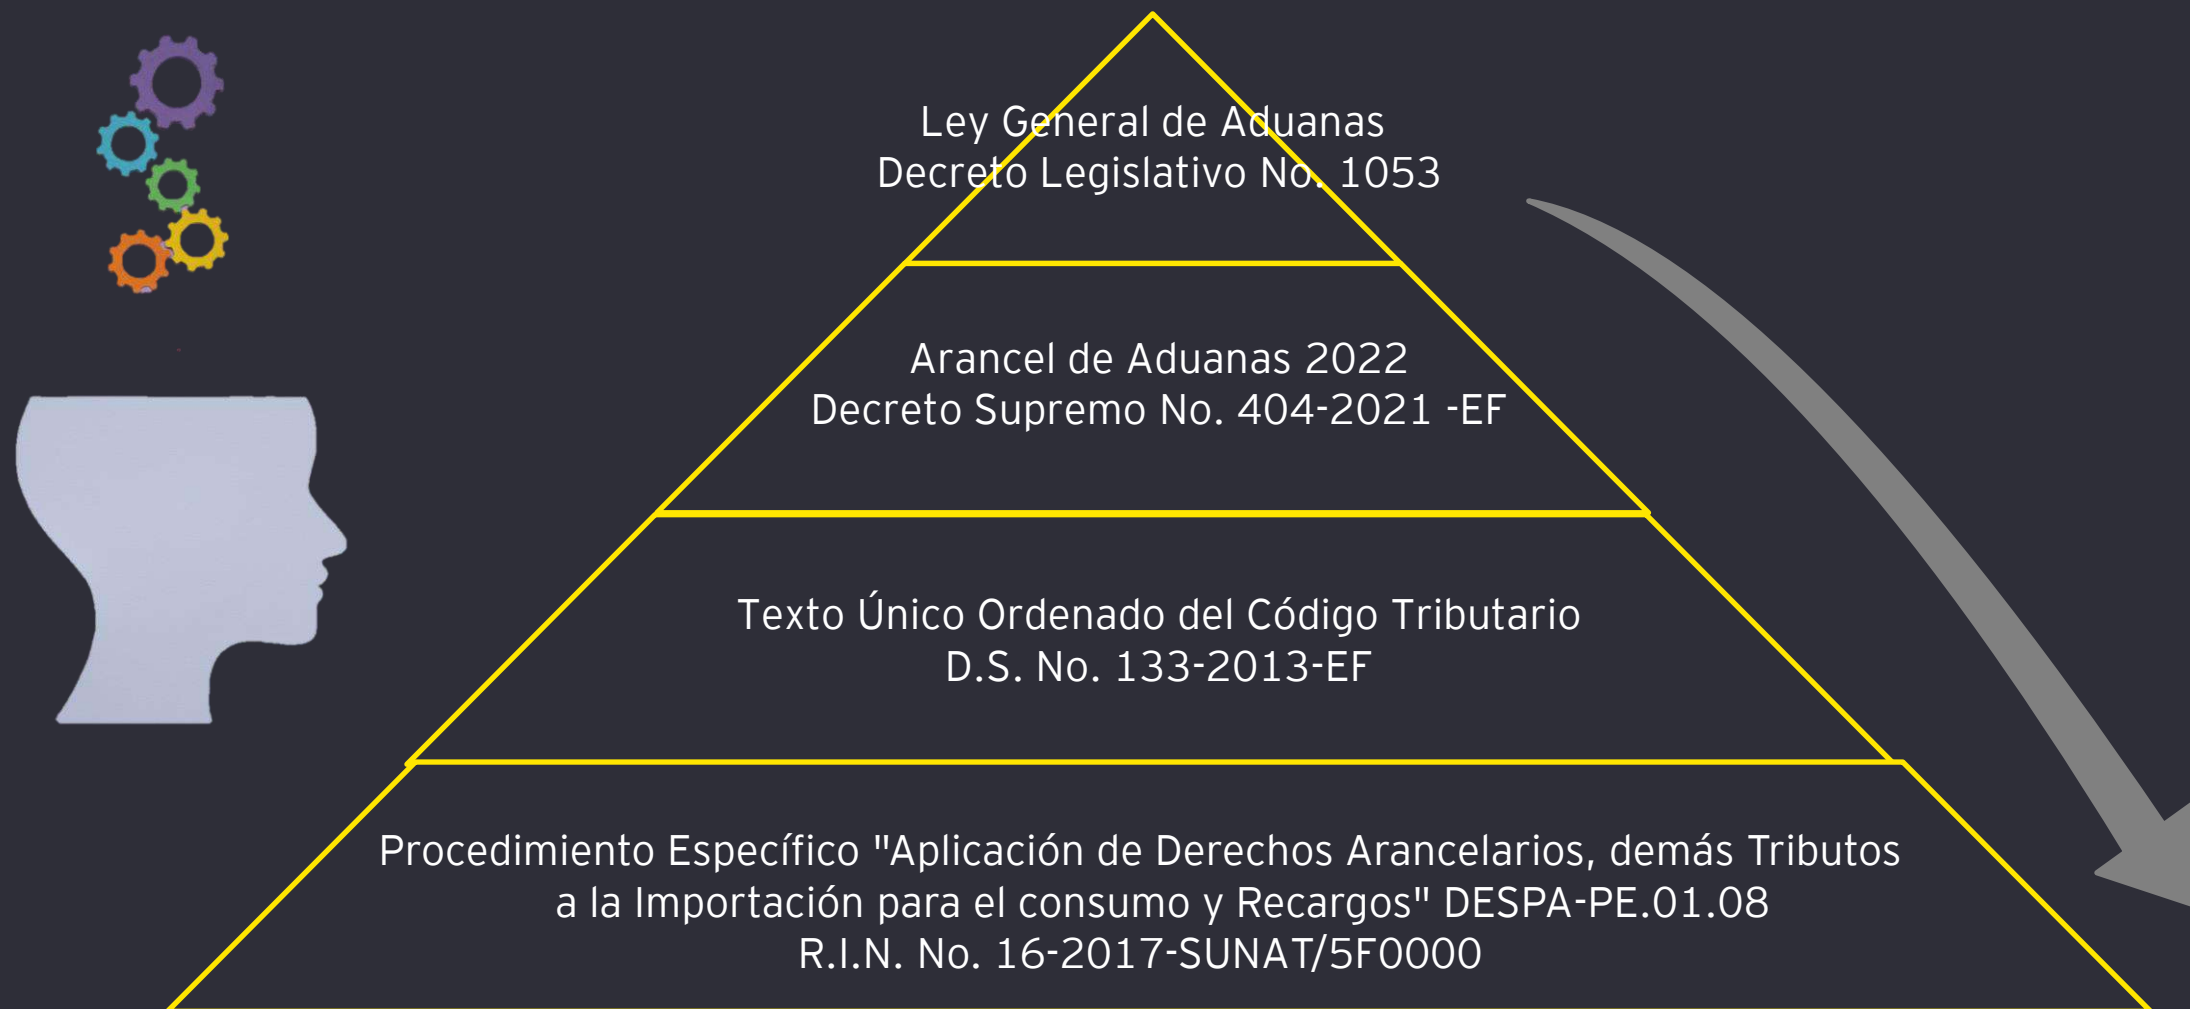 Ley General de Aduanas
Decreto Legislativo No. 1053
Arancel de Aduanas 2022
Decreto Supremo No. 404-2021 -EF
Texto Único Ordenado del Código Tributario
D.S. No. 133-2013-EF
Procedimiento Específico "Aplicación de Derechos Arancelarios, demás Tributos
a la Importación para el consumo y Recargos" DESPA-PE.01.08
R.I.N. No. 16-2017-SUNAT/5F0000